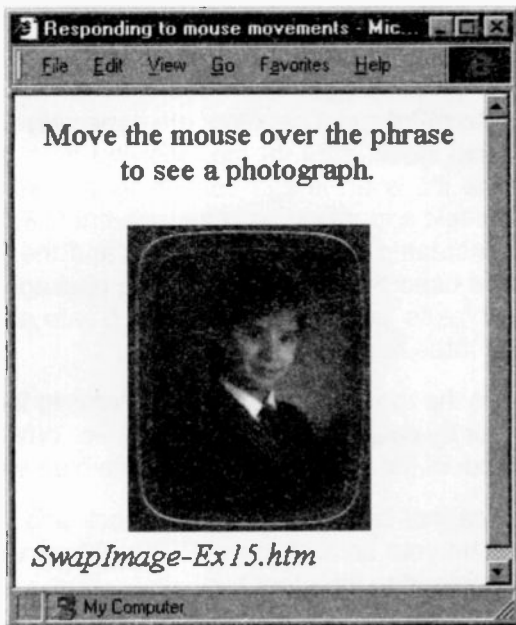 Responding to mouse movements - Mic...
File Edit View Go Favorites Help
Move the mouse over the phrase
to see a photograph.
SwapImage-Ex15.htm
My Computer